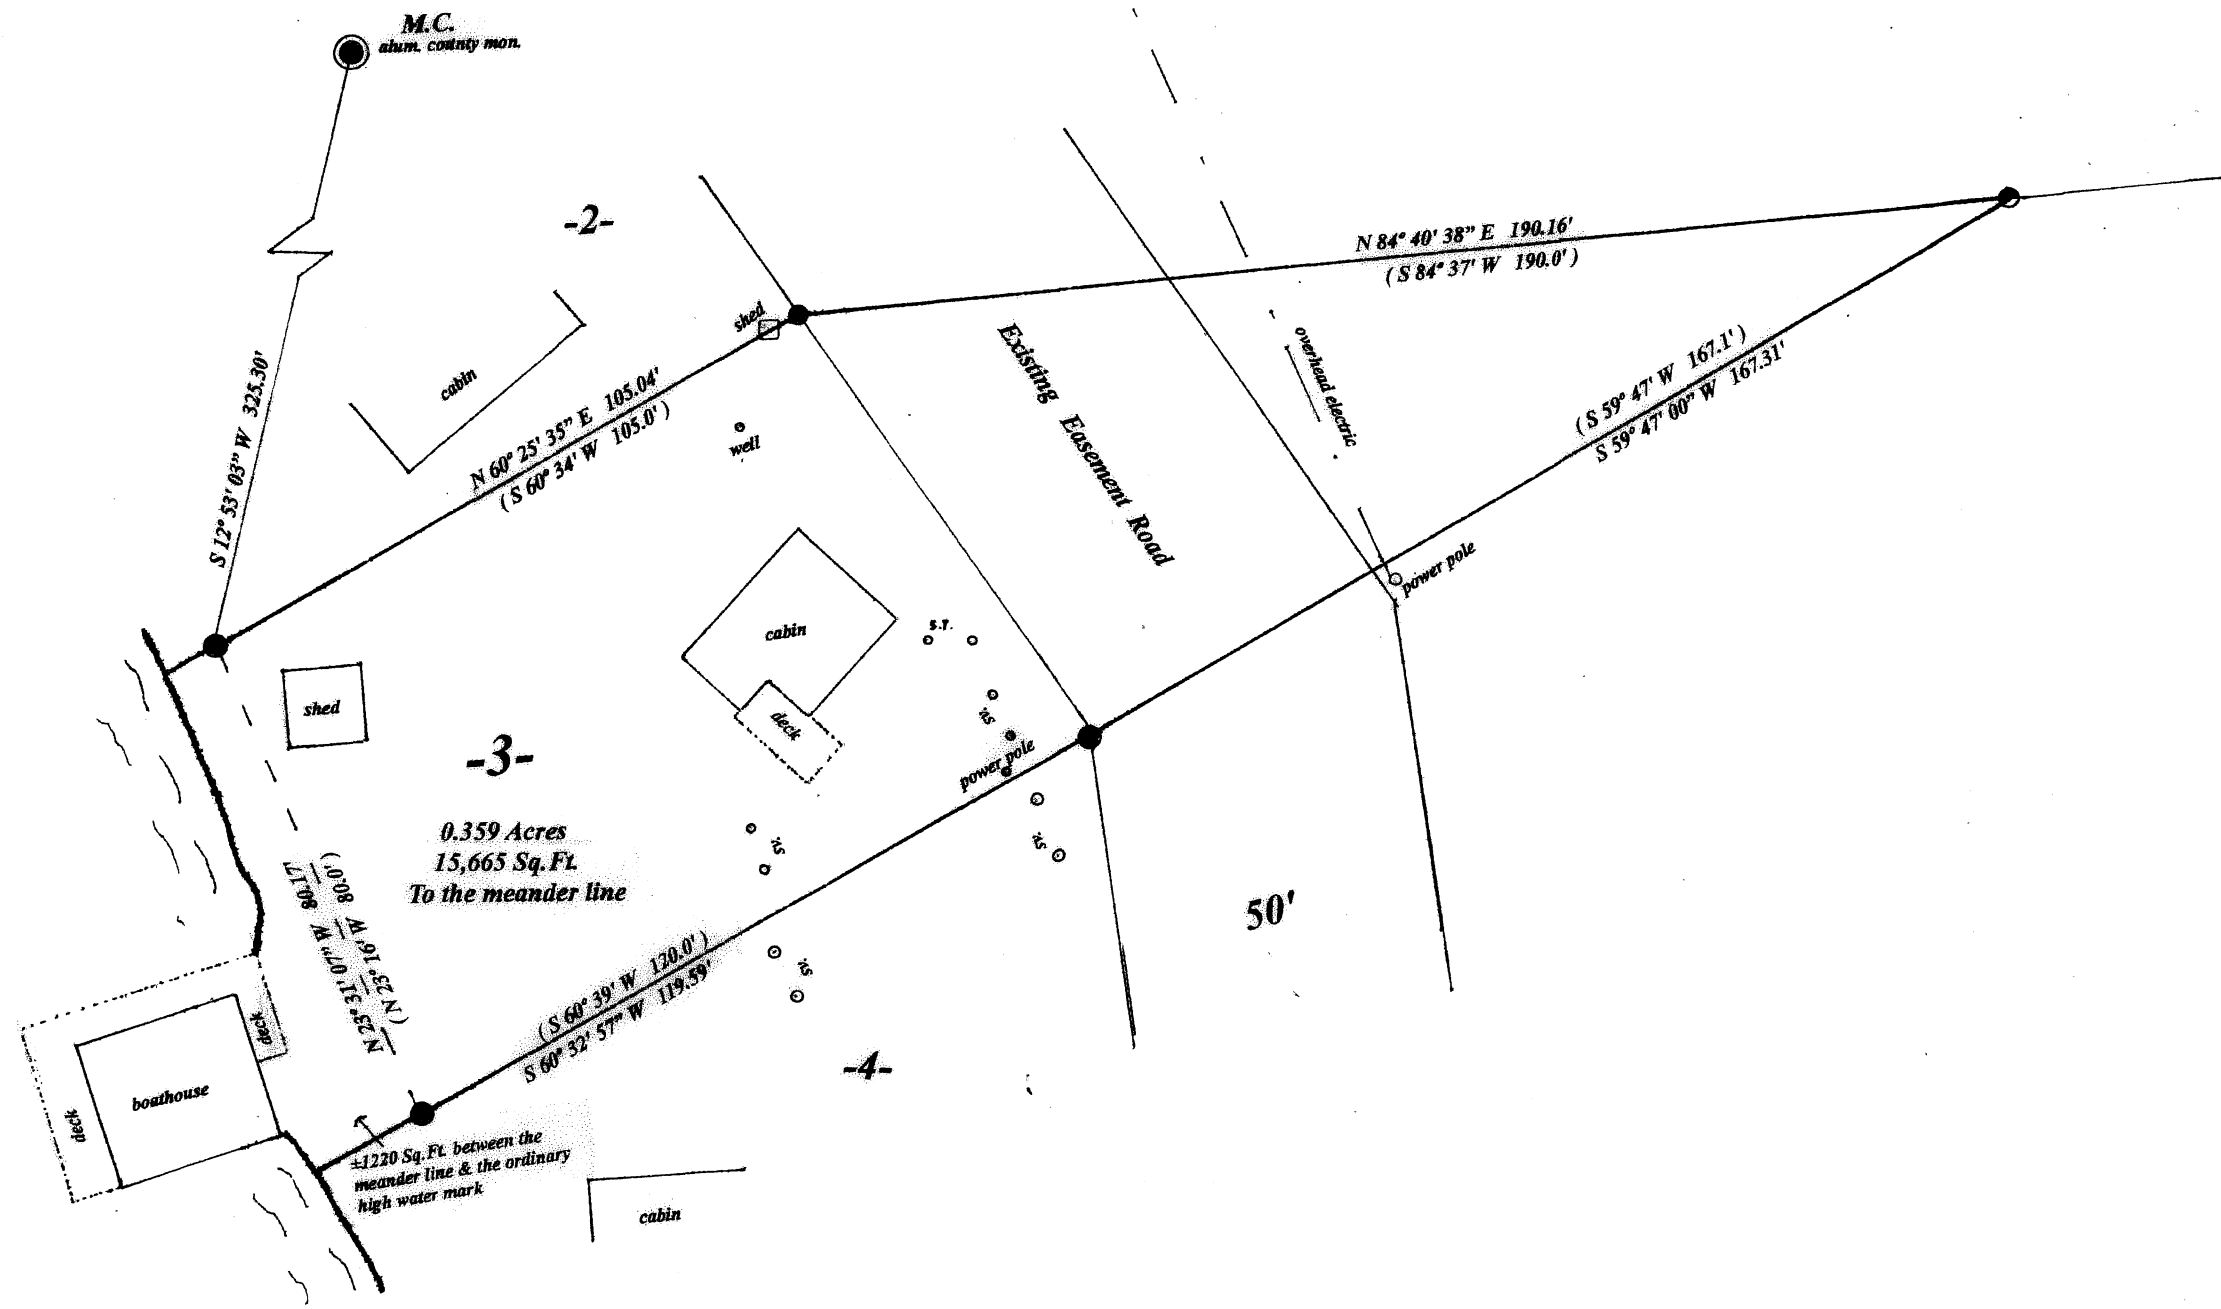 M.C.
alum. county mon.
-2-
S 12° 53' 03" W 325.30'
cabin
shed
N 60° 25' 35" E 105.04'
( S 60° 34' W 105.0' )
well
N 84° 40' 38" E 190.16'
( S 84° 37' W 190.0' )
Existing Easement Road
overhead electric
( S 59° 47' W 167.1' )
S 59° 47' 00" W 167.31'
power pole
cabin
deck
S.T.
sv.
power pole
sv.
shed
-3-
0.359 Acres
15,665 Sq.Ft.
To the meander line
sv.
sv.
N 23° 31' 07" W 80.17
( N 23° 16' W 80.0' )
( S 60° 39' W 120.0' )
S 60° 32' 57" W 119.59'
50'
-4-
deck
boathouse
deck
±1220 Sq.Ft. between the
meander line & the ordinary
high water mark
cabin